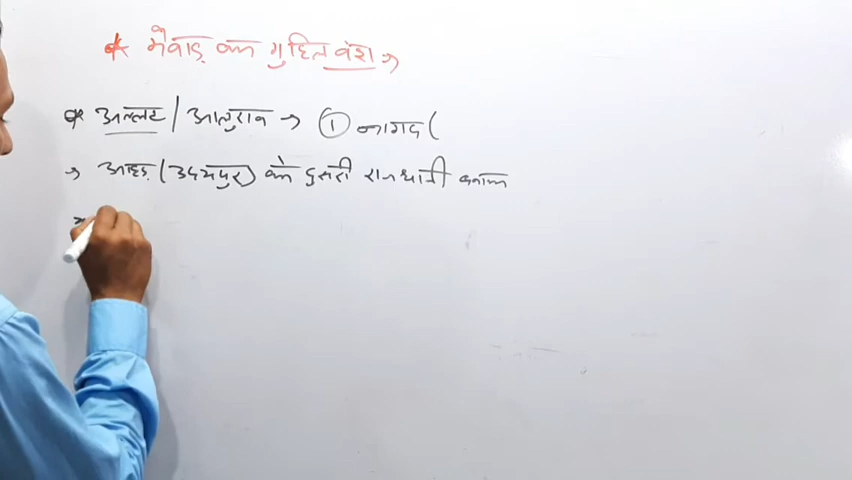 * मेवाड़ का गुहिल वंश →
* अल्लट / आलुराव → ① नागदा
→ आहड़ (उदयपुर) को दुसरी राजधानी बनाया